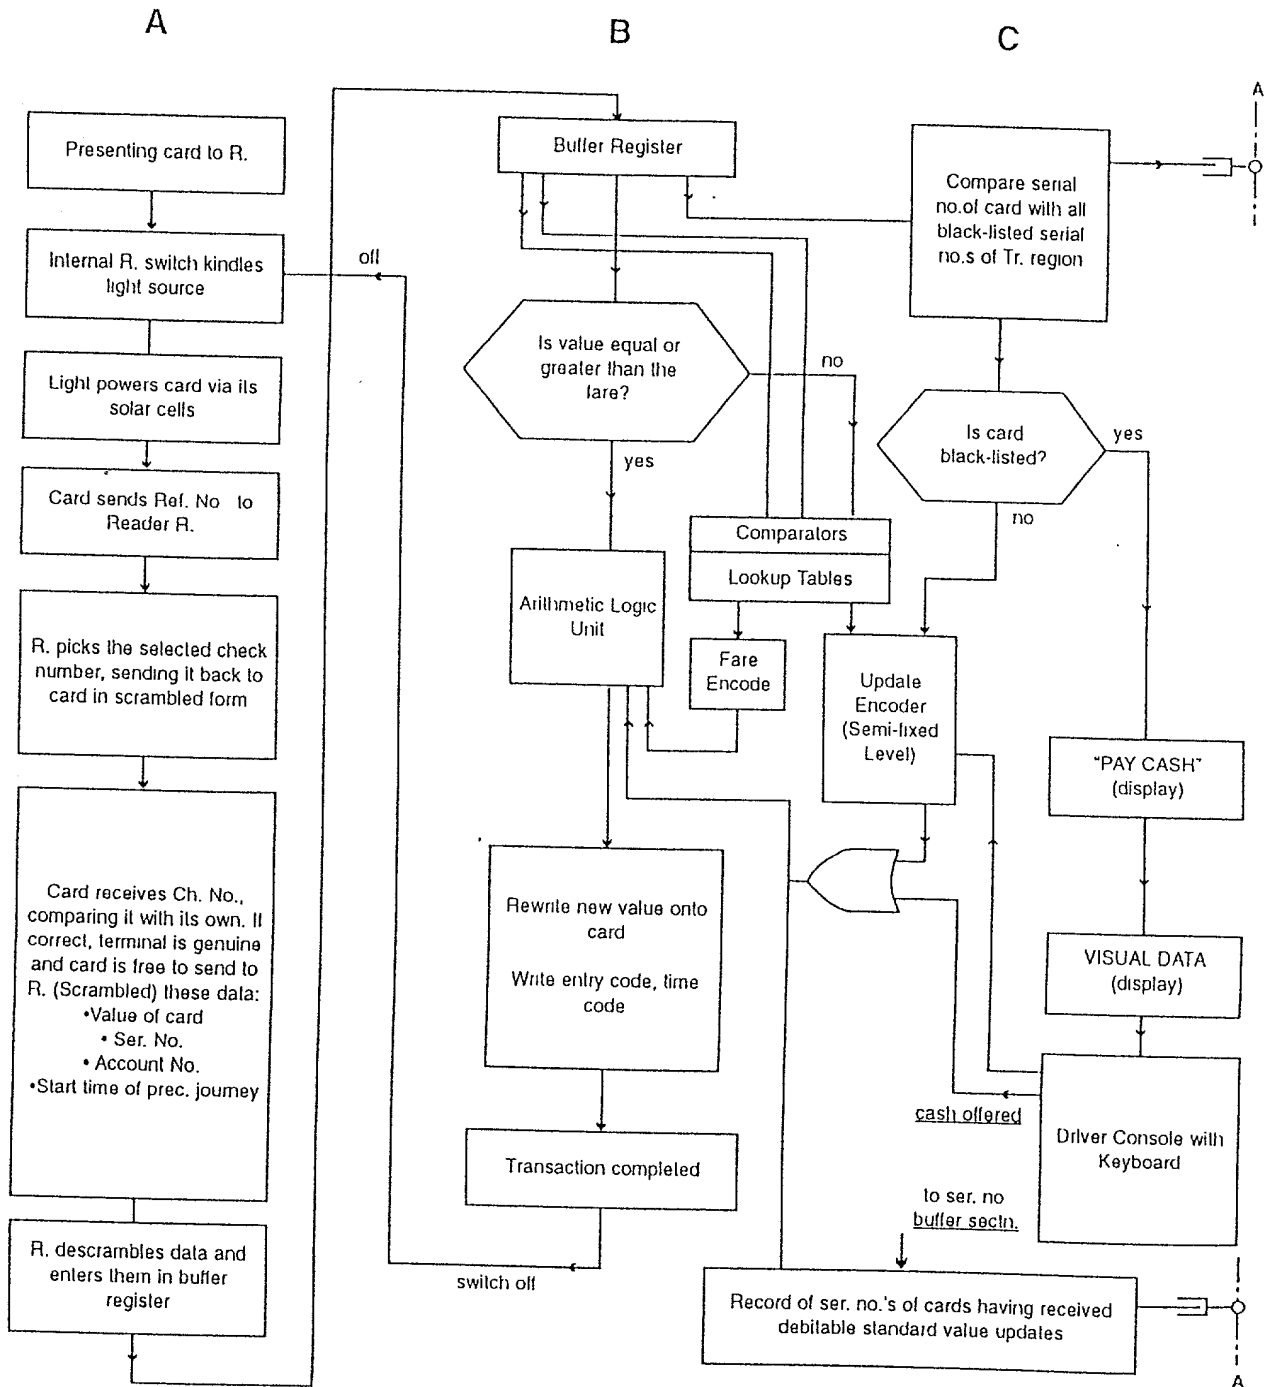 A
B
C
A
Presenting card to R.
Internal R. switch kindles
light source
Light powers card via its
solar cells
Card sends Ref. No to
Reader R.
R. picks the selected check
number, sending it back to
card in scrambled form
Card receives Ch. No.,
comparing it with its own. If
correct, terminal is genuine
and card is free to send to
R. (Scrambled) these data:
•Value of card
• Ser. No.
• Account No.
•Start time of prec. journey
R. descrambles data and
enters them in buffer
register
off
Buffer Register
Is value equal or
greater than the
fare?
no
yes
Comparators
Lookup Tables
Arithmetic Logic
Unit
Fare
Encode
Update
Encoder
(Semi-fixed
Level)
Rewrite new value onto
card
Write entry code, time
code
Transaction completed
switch off
Compare serial
no.of card with all
black-listed serial
no.s of Tr. region
Is card
black-listed?
yes
no
"PAY CASH"
(display)
VISUAL DATA
(display)
Driver Console with
Keyboard
cash offered
to ser. no
buffer sectn.
Record of ser. no.'s of cards having received
debitable standard value updates
A